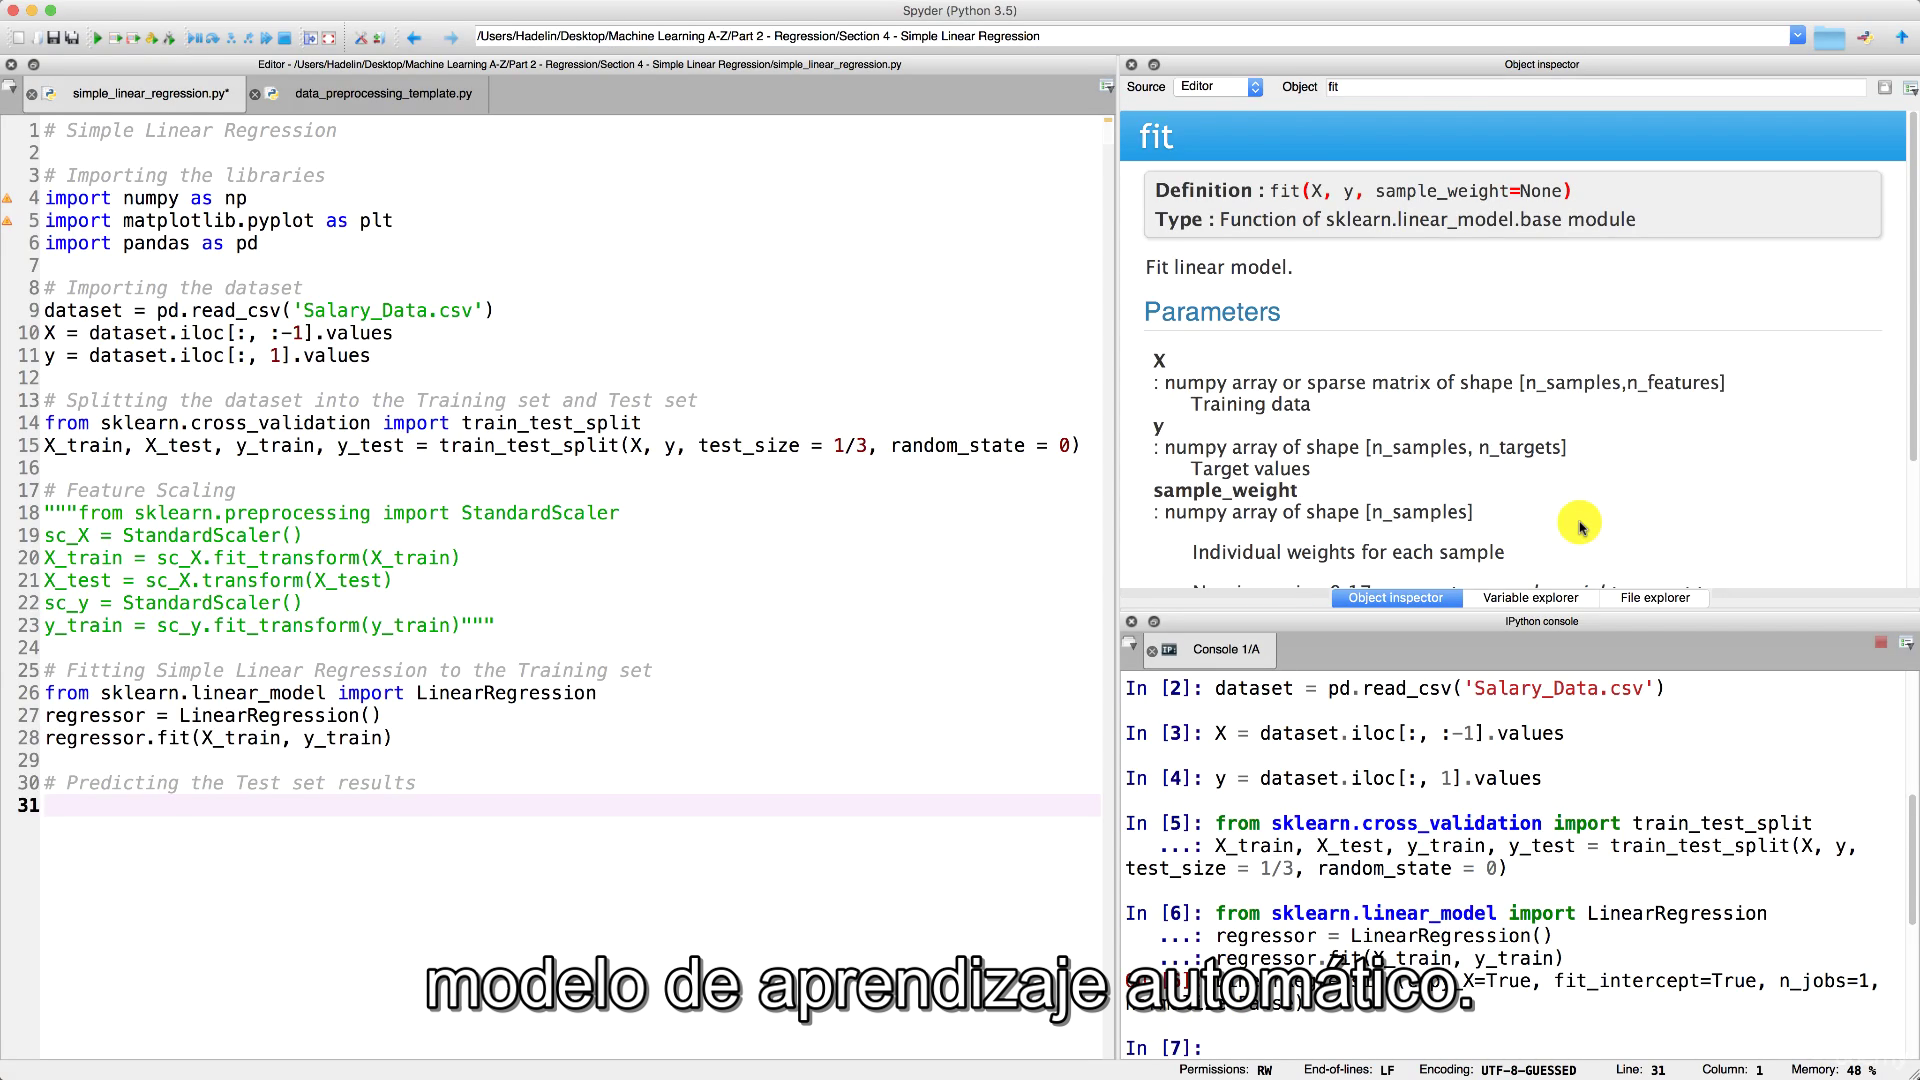 Spyder (Python 3.5)
/Users/Hadelin/Desktop/Machine Learning A-Z/Part 2 - Regression/Section 4 - Simple Linear Regression
Editor - /Users/Hadelin/Desktop/Machine Learning A-Z/Part 2 - Regression/Section 4 - Simple Linear Regression/simple_linear_regression.py
simple_linear_regression.py*
data_preprocessing_template.py
1 # Simple Linear Regression
2
3 # Importing the libraries
4 import numpy as np
5 import matplotlib.pyplot as plt
6 import pandas as pd
7
8 # Importing the dataset
9 dataset = pd.read_csv('Salary_Data.csv')
10 X = dataset.iloc[:, :-1].values
11 y = dataset.iloc[:, 1].values
12
13 # Splitting the dataset into the Training set and Test set
14 from sklearn.cross_validation import train_test_split
15 X_train, X_test, y_train, y_test = train_test_split(X, y, test_size = 1/3, random_state = 0)
16
17 # Feature Scaling
18 """from sklearn.preprocessing import StandardScaler
19 sc_X = StandardScaler()
20 X_train = sc_X.fit_transform(X_train)
21 X_test = sc_X.transform(X_test)
22 sc_y = StandardScaler()
23 y_train = sc_y.fit_transform(y_train)"""
24
25 # Fitting Simple Linear Regression to the Training set
26 from sklearn.linear_model import LinearRegression
27 regressor = LinearRegression()
28 regressor.fit(X_train, y_train)
29
30 # Predicting the Test set results
31
Object inspector
Source Editor Object fit
fit
Definition : fit(X, y, sample_weight=None)
Type : Function of sklearn.linear_model.base module
Fit linear model.
Parameters
X
: numpy array or sparse matrix of shape [n_samples,n_features]
Training data
y
: numpy array of shape [n_samples, n_targets]
Target values
sample_weight
: numpy array of shape [n_samples]
Individual weights for each sample
Object inspector Variable explorer File explorer
IPython console
Console 1/A
In [2]: dataset = pd.read_csv('Salary_Data.csv')
In [3]: X = dataset.iloc[:, :-1].values
In [4]: y = dataset.iloc[:, 1].values
In [5]: from sklearn.cross_validation import train_test_split
...: X_train, X_test, y_train, y_test = train_test_split(X, y,
test_size = 1/3, random_state = 0)
In [6]: from sklearn.linear_model import LinearRegression
...: regressor = LinearRegression()
...: regressor.fit(X_train, y_train)
X=True, fit_intercept=True, n_jobs=1,
In [7]:
modelo de aprendizaje automático.
Permissions: RW End-of-lines: LF Encoding: UTF-8-GUESSED Line: 31 Column: 1 Memory: 48 %